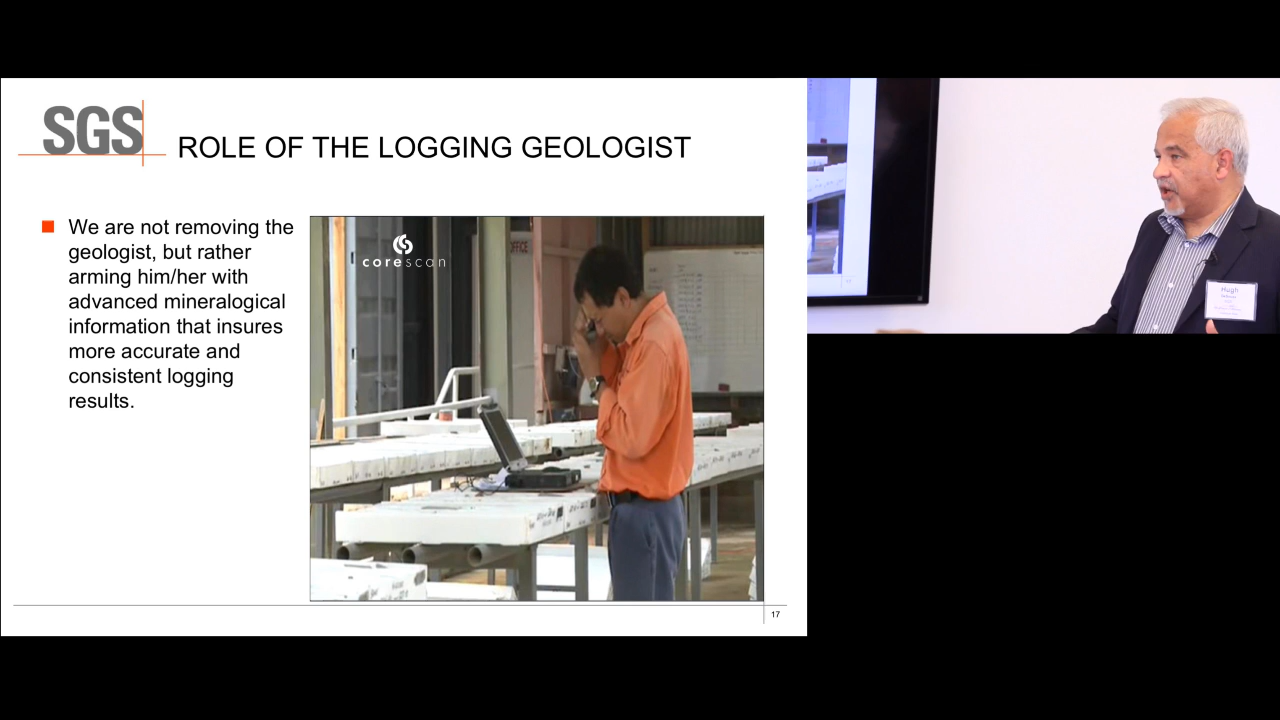 SGS
ROLE OF THE LOGGING GEOLOGIST
We are not removing the
geologist, but rather
arming him/her with
advanced mineralogical
information that insures
more accurate and
consistent logging
results.
corescan
OFFICE
17
Hugh